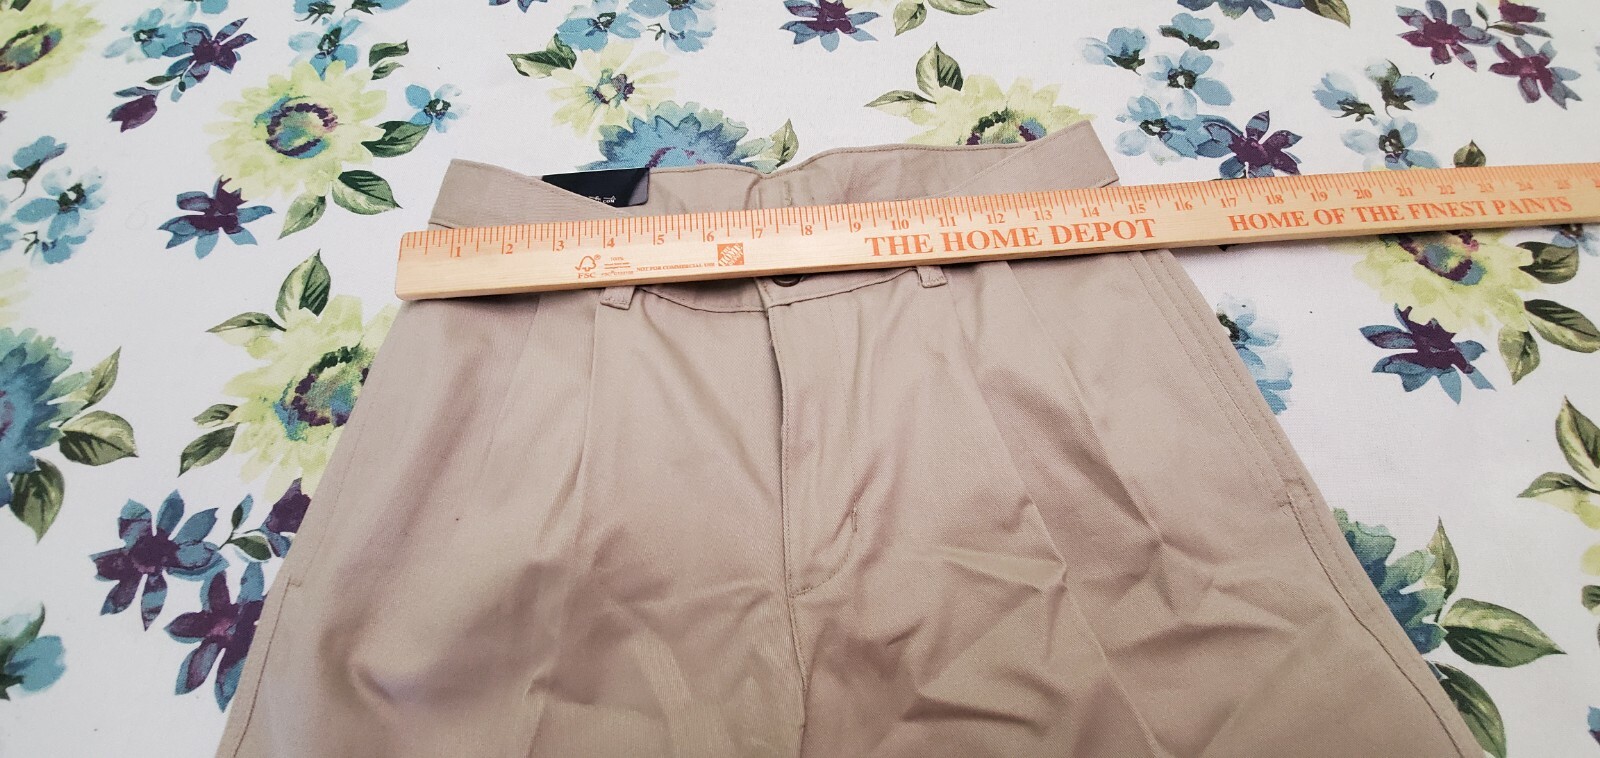 1 2 3 4 5 6 7 8 9 10 11 12 13 14 15 16 17 18 19 20 21 22 23 24 25
FSC 100% NOT FOR COMMERCIAL USE THE HOME DEPOT HOME OF THE FINEST PAINTS